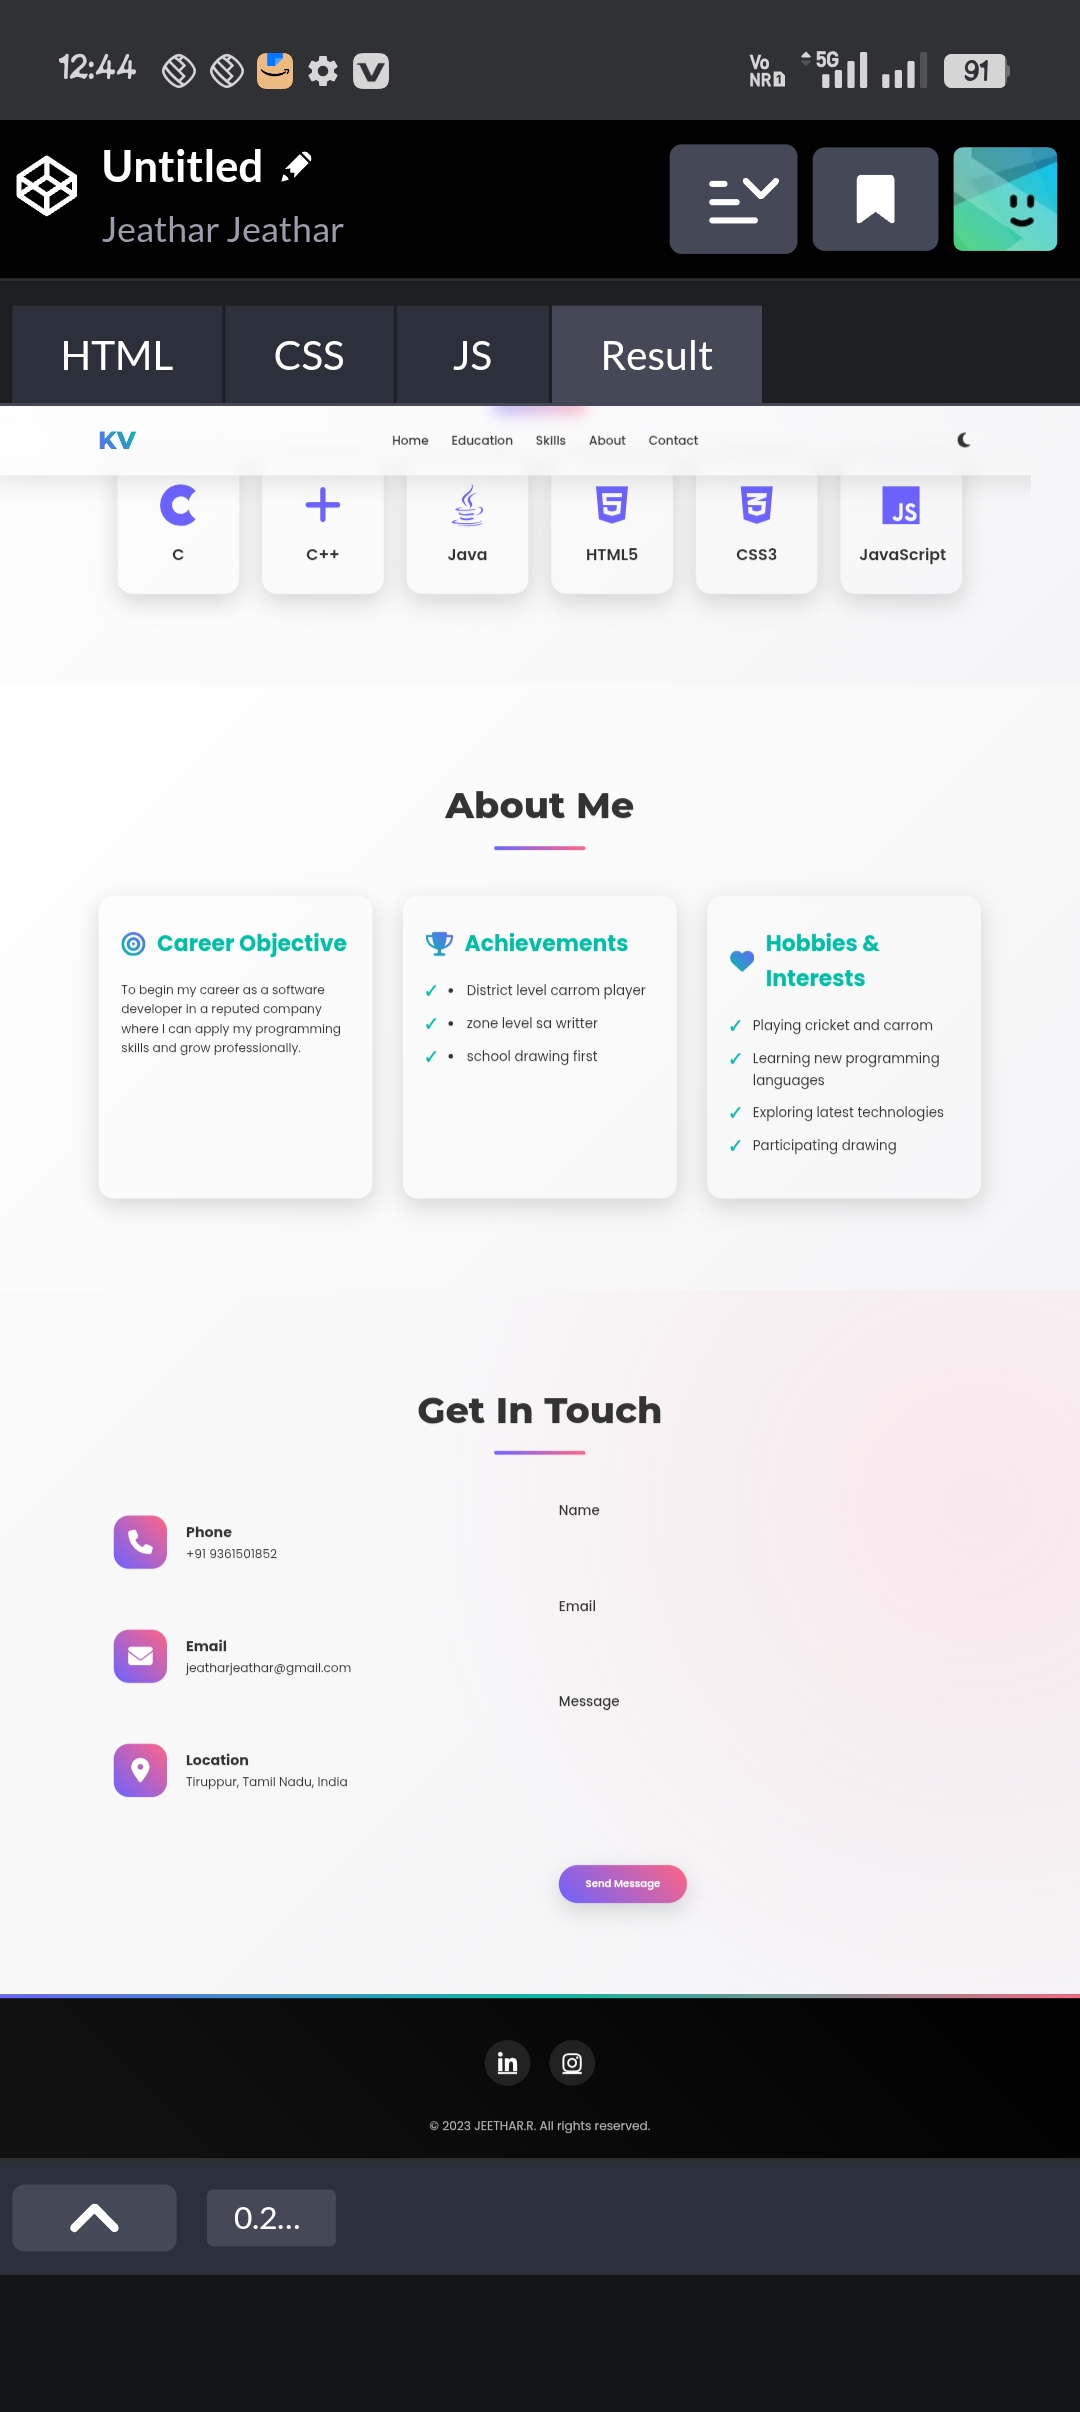 12:44
Vo
NR1
5G
91
Untitled
Jeathar Jeathar
HTML
CSS
JS
Result
KV
Home
Education
Skills
About
Contact
C
C++
Java
HTML5
CSS3
JS
JavaScript
About Me
Career Objective
To begin my career as a software
developer in a reputed company
where I can apply my programming
skills and grow professionally.
Achievements
✓ • District level carrom player
✓ • zone level sa writter
✓ • school drawing first
Hobbies &
Interests
✓ Playing cricket and carrom
✓ Learning new programming
languages
✓ Exploring latest technologies
✓ Participating drawing
Get In Touch
Phone
+91 9361501852
Email
jeatharjeathar@gmail.com
Location
Tiruppur, Tamil Nadu, India
Name
Email
Message
Send Message
in
© 2023 JEETHAR.R. All rights reserved.
0.2...